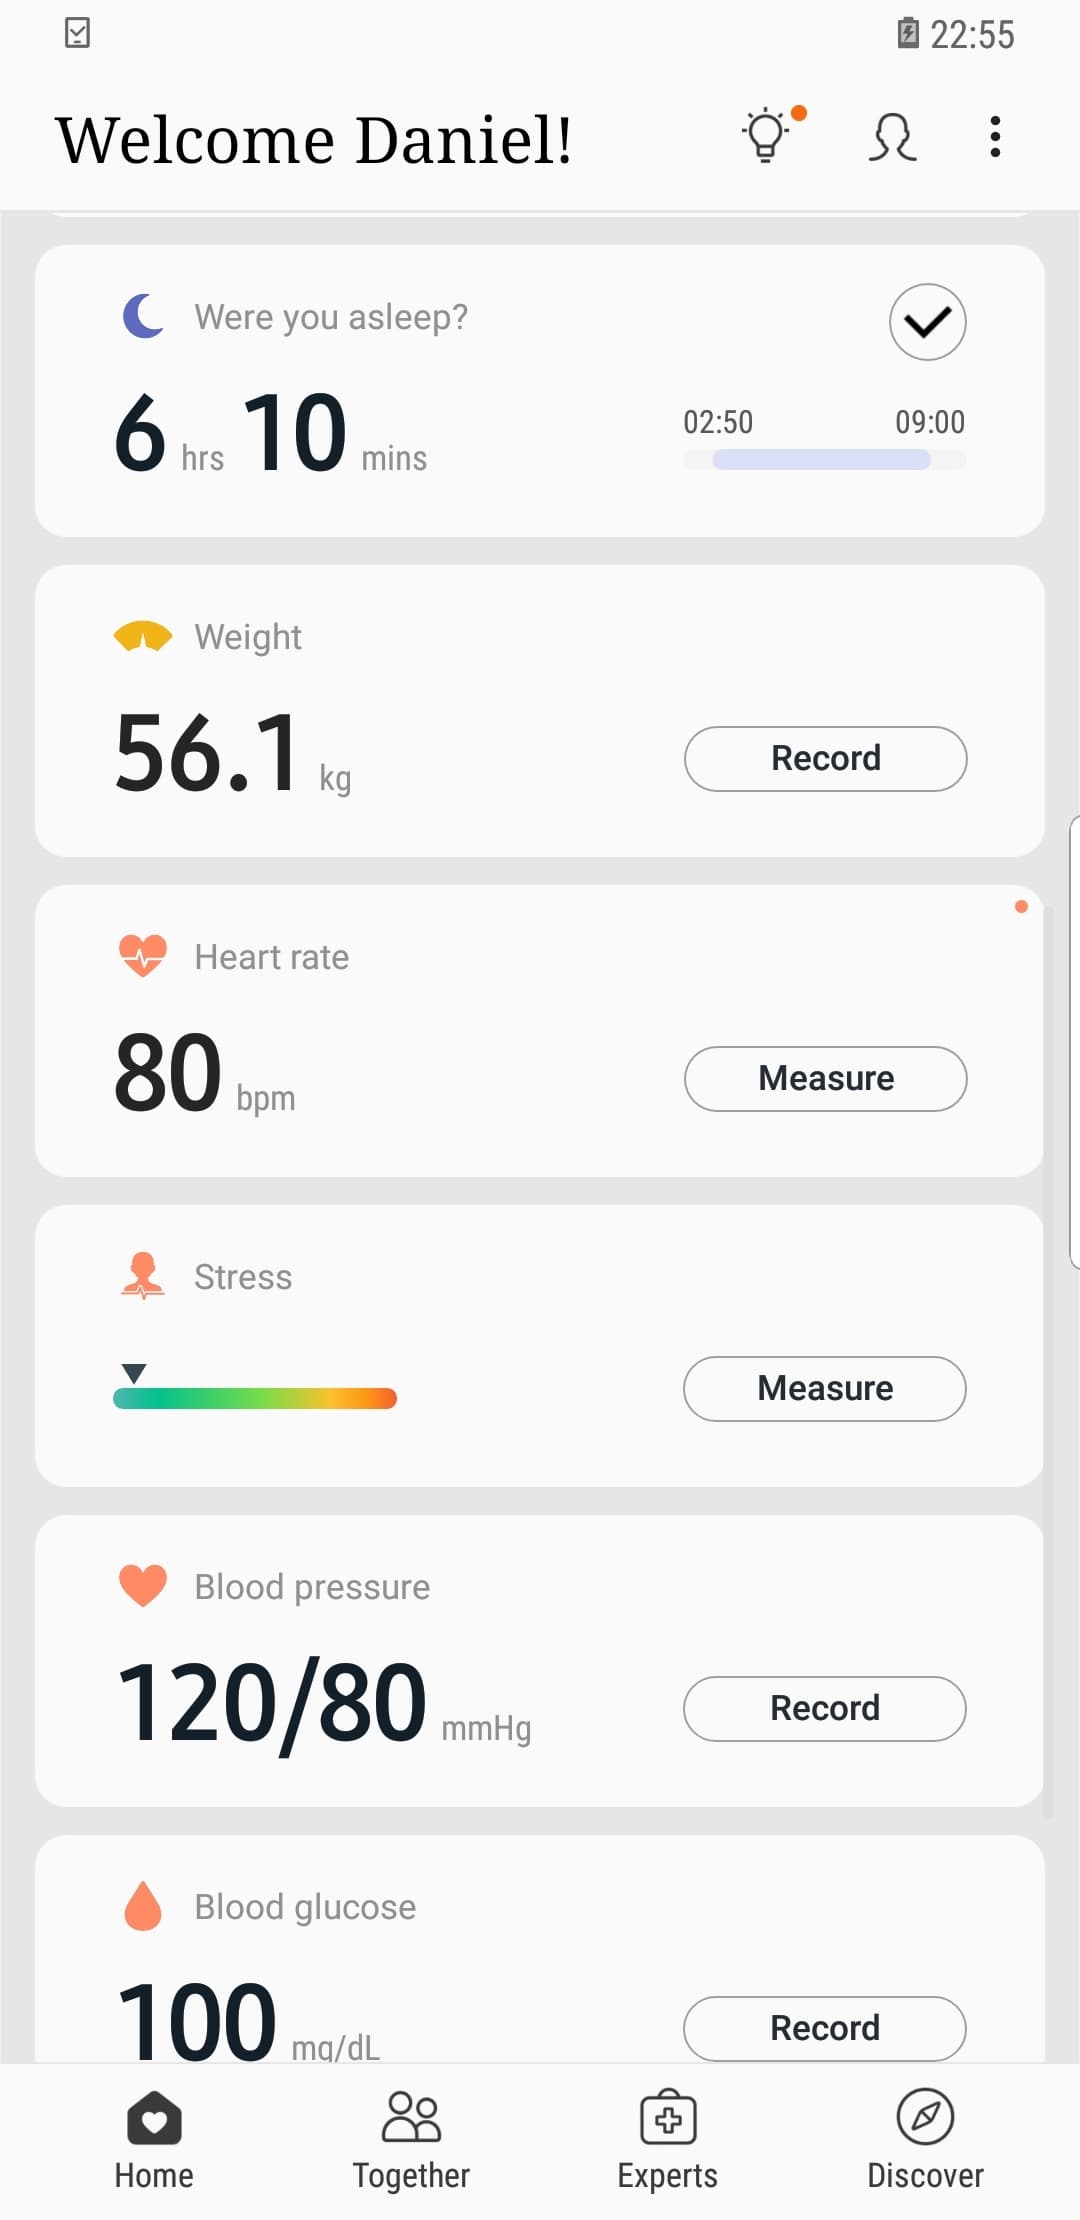 22:55
Welcome Daniel!
Were you asleep?
6 hrs 10 mins
02:50 09:00
Weight
56.1 kg
Record
Heart rate
80 bpm
Measure
Stress
Measure
Blood pressure
120/80 mmHg
Record
Blood glucose
100 mg/dL
Record
Home Together Experts Discover